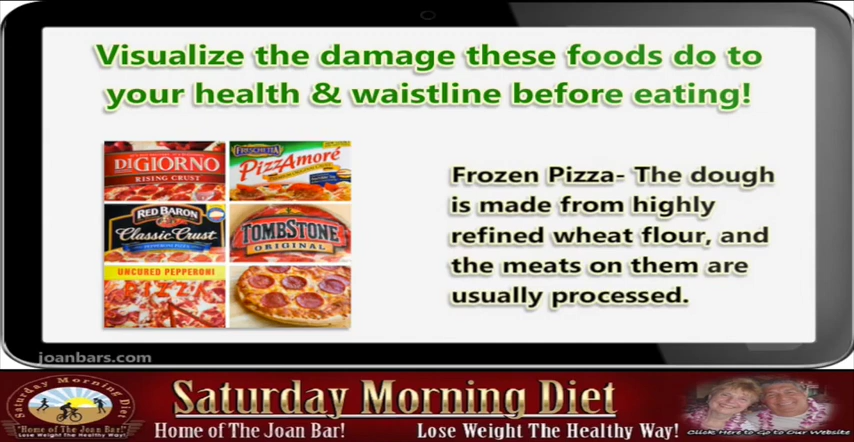 Visualize the damage these foods do to
your health & waistline before eating!
DIGIORNO
RISING CRUST
FRESCHETTA
PizzAmoré
RED BARON
Classic Crust
PEPPERONI PIZZA
TOMBSTONE
ORIGINAL
UNCURED PEPPERONI
Frozen Pizza- The dough
is made from highly
refined wheat flour, and
the meats on them are
usually processed.
joanbars.com
Saturday Morning Diet
"Home of The Joan Bar!"
Lose Weight The Healthy Way!
Saturday Morning Diet
Home of The Joan Bar!
Lose Weight The Healthy Way!
Click Here to Go to Our Website